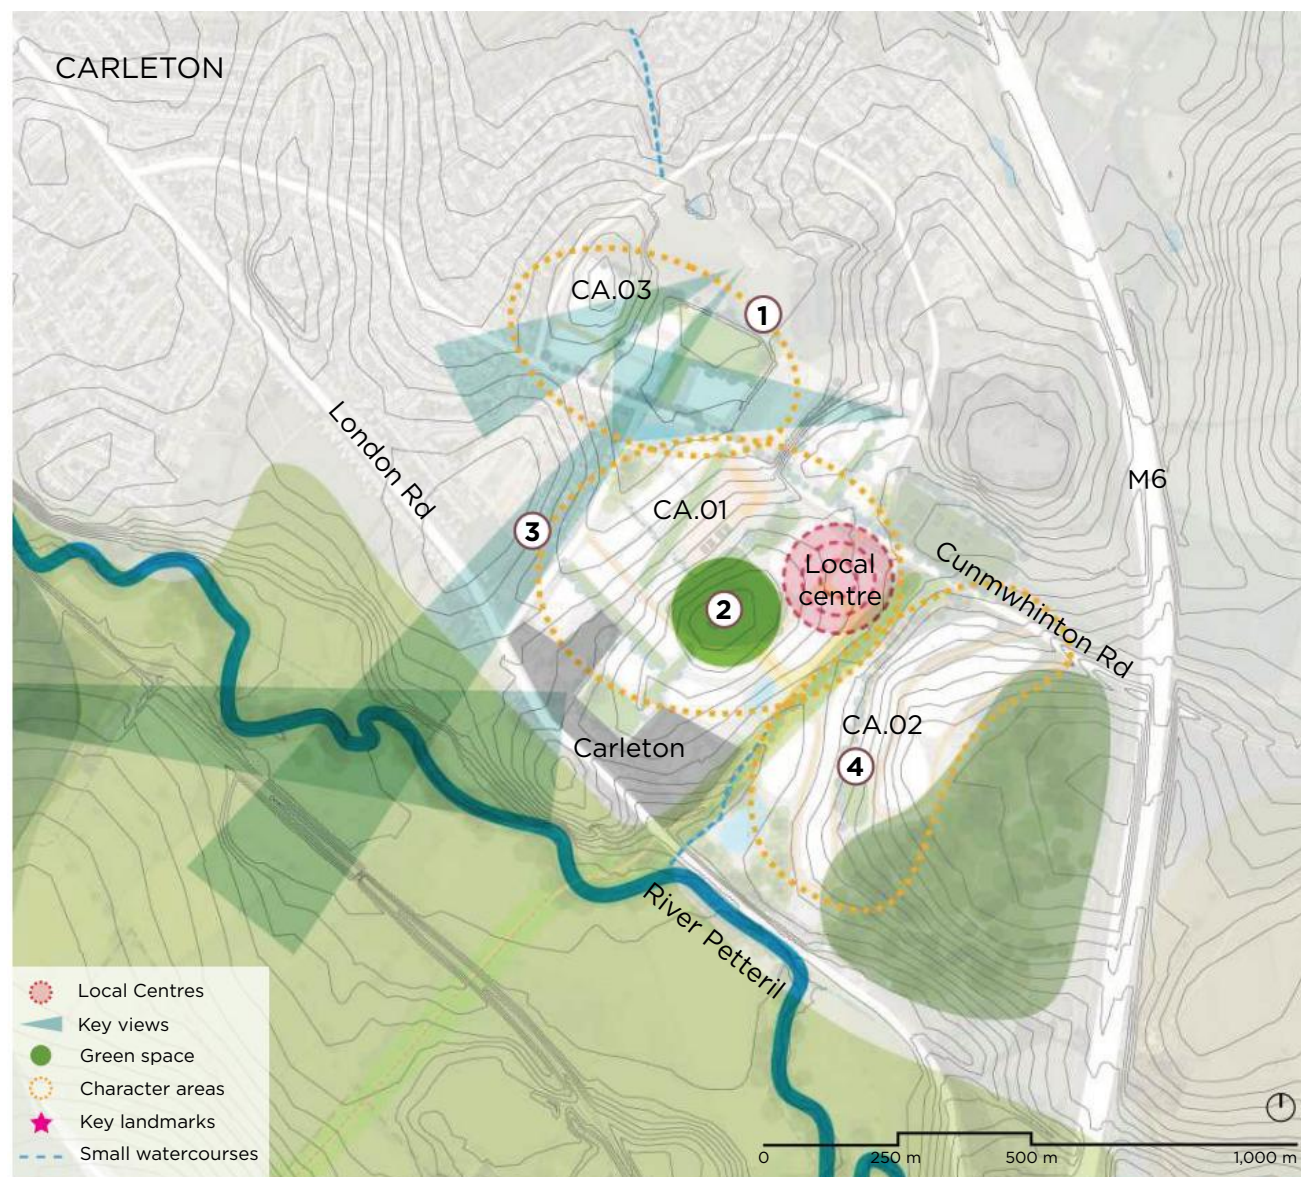 CARLETON
CA.03
1
London Rd
M6
CA.01
3
Cunmwhinton Rd
Local
centre
2
CA.02
Carleton
4
River Petteril
Local Centres
Key views
Green space
Character areas
Key landmarks
Small watercourses
0
250 m
500 m
1,000 m